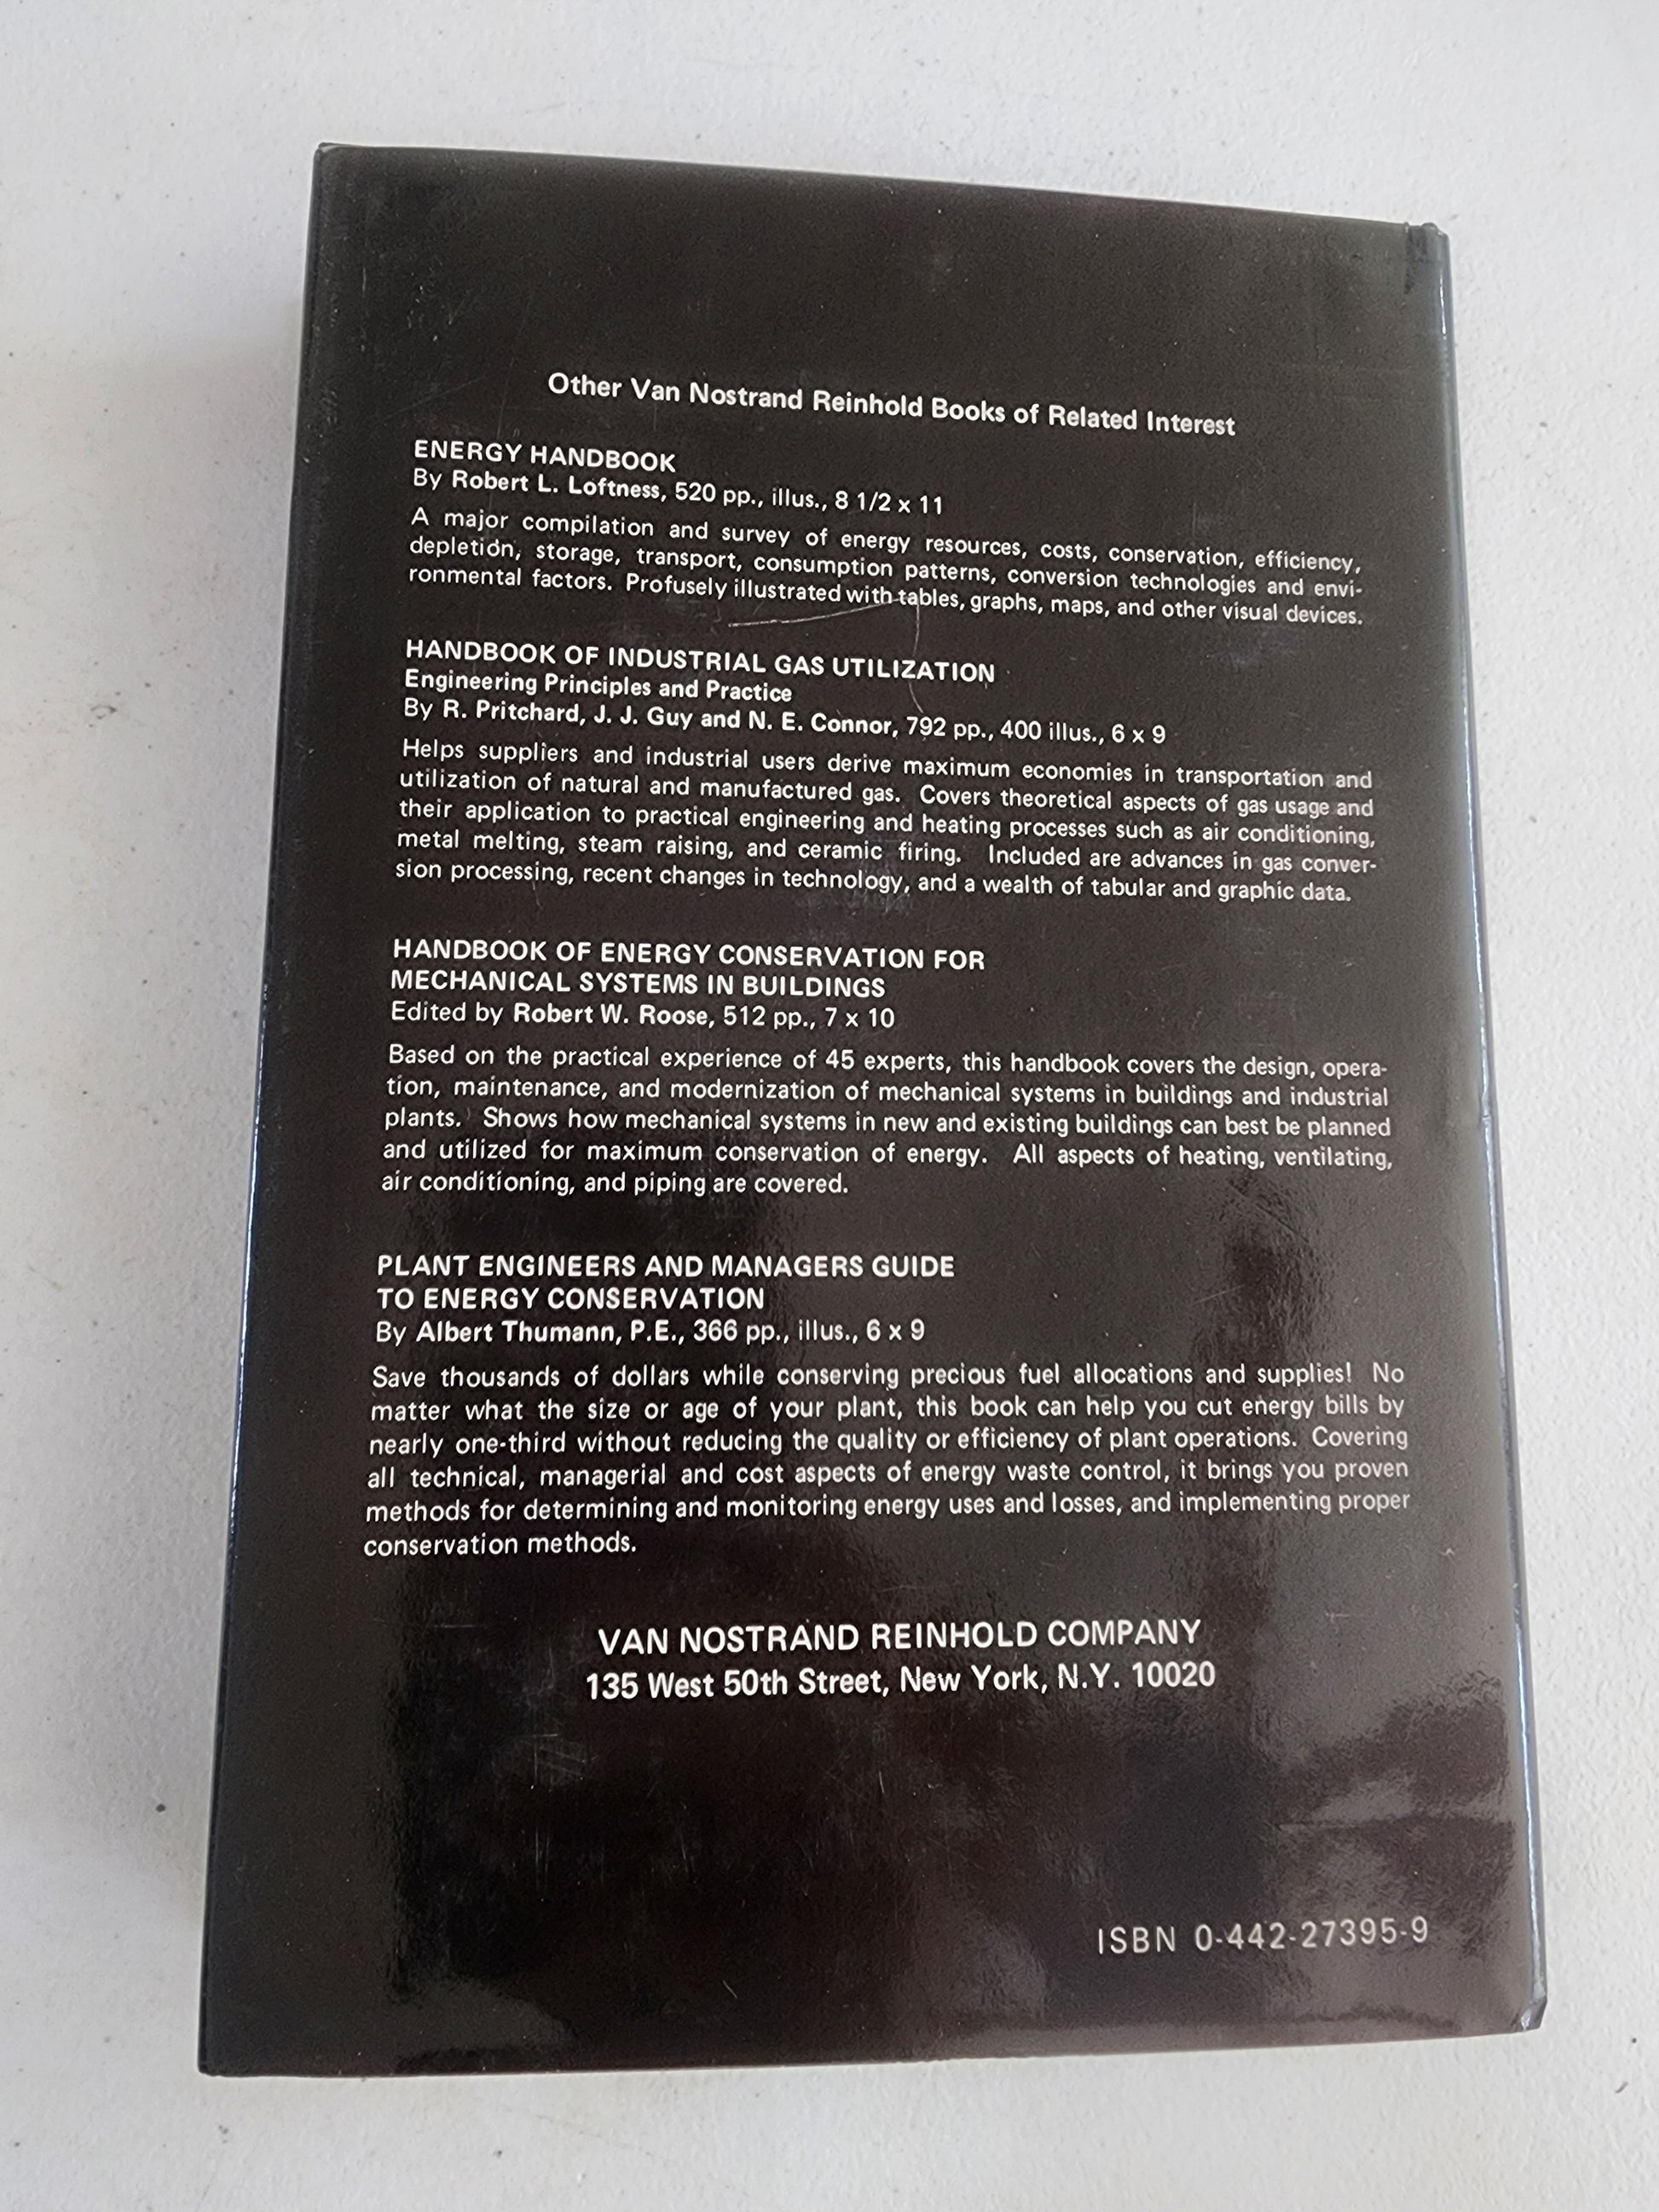 Other Van Nostrand Reinhold Books of Related Interest
ENERGY HANDBOOK
By Robert L. Loftness, 520 pp., illus., 8 1/2 x 11
A major compilation and survey of energy resources, costs, conservation, efficiency,
depletion, storage, transport, consumption patterns, conversion technologies and envi-
ronmental factors. Profusely illustrated with tables, graphs, maps, and other visual devices.
HANDBOOK OF INDUSTRIAL GAS UTILIZATION
Engineering Principles and Practice
By R. Pritchard, J. J. Guy and N. E. Connor, 792 pp., 400 illus., 6 x 9
Helps suppliers and industrial users derive maximum economies in transportation and
utilization of natural and manufactured gas. Covers theoretical aspects of gas usage and
their application to practical engineering and heating processes such as air conditioning,
metal melting, steam raising, and ceramic firing. Included are advances in gas conver-
sion processing, recent changes in technology, and a wealth of tabular and graphic data.
HANDBOOK OF ENERGY CONSERVATION FOR
MECHANICAL SYSTEMS IN BUILDINGS
Edited by Robert W. Roose, 512 pp., 7 x 10
Based on the practical experience of 45 experts, this handbook covers the design, opera-
tion, maintenance, and modernization of mechanical systems in buildings and industrial
plants. Shows how mechanical systems in new and existing buildings can best be planned
and utilized for maximum conservation of energy. All aspects of heating, ventilating,
air conditioning, and piping are covered.
PLANT ENGINEERS AND MANAGERS GUIDE
TO ENERGY CONSERVATION
By Albert Thumann, P.E., 366 pp., illus., 6 x 9
Save thousands of dollars while conserving precious fuel allocations and supplies! No
matter what the size or age of your plant, this book can help you cut energy bills by
nearly one-third without reducing the quality or efficiency of plant operations. Covering
all technical, managerial and cost aspects of energy waste control, it brings you proven
methods for determining and monitoring energy uses and losses, and implementing proper
conservation methods.
VAN NOSTRAND REINHOLD COMPANY
135 West 50th Street, New York, N.Y. 10020
ISBN 0-442-27395-9